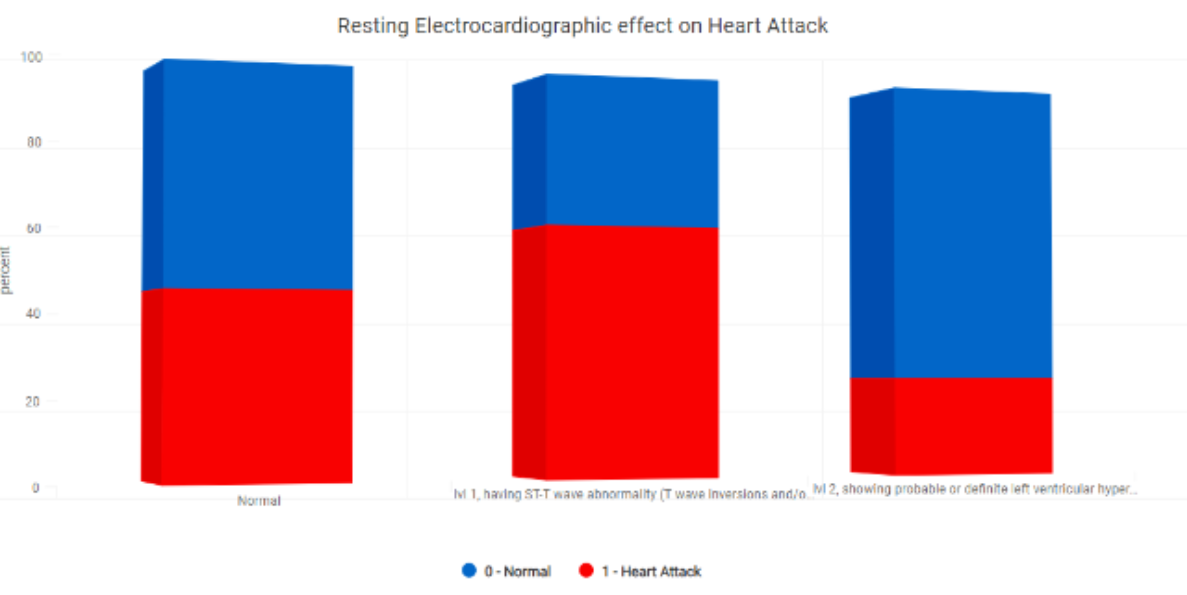 Resting Electrocardiographic effect on Heart Attack
100
80
60
40
20
0
percent
Normal
lvl 1, having ST-T wave abnormality (T wave inversions and/o...
lvl 2, showing probable or definite left ventricular hyper...
0 - Normal
1 - Heart Attack